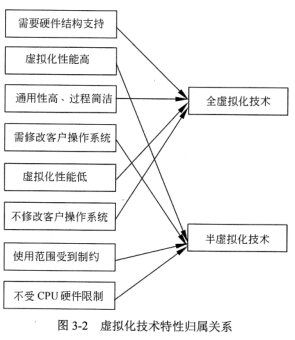 需要硬件结构支持
虚拟化性能高
通用性高、过程简洁
需修改客户操作系统
虚拟化性能低
不修改客户操作系统
使用范围受到制约
不受CPU硬件限制
全虚拟化技术
半虚拟化技术
图3-2 虚拟化技术特性归属关系